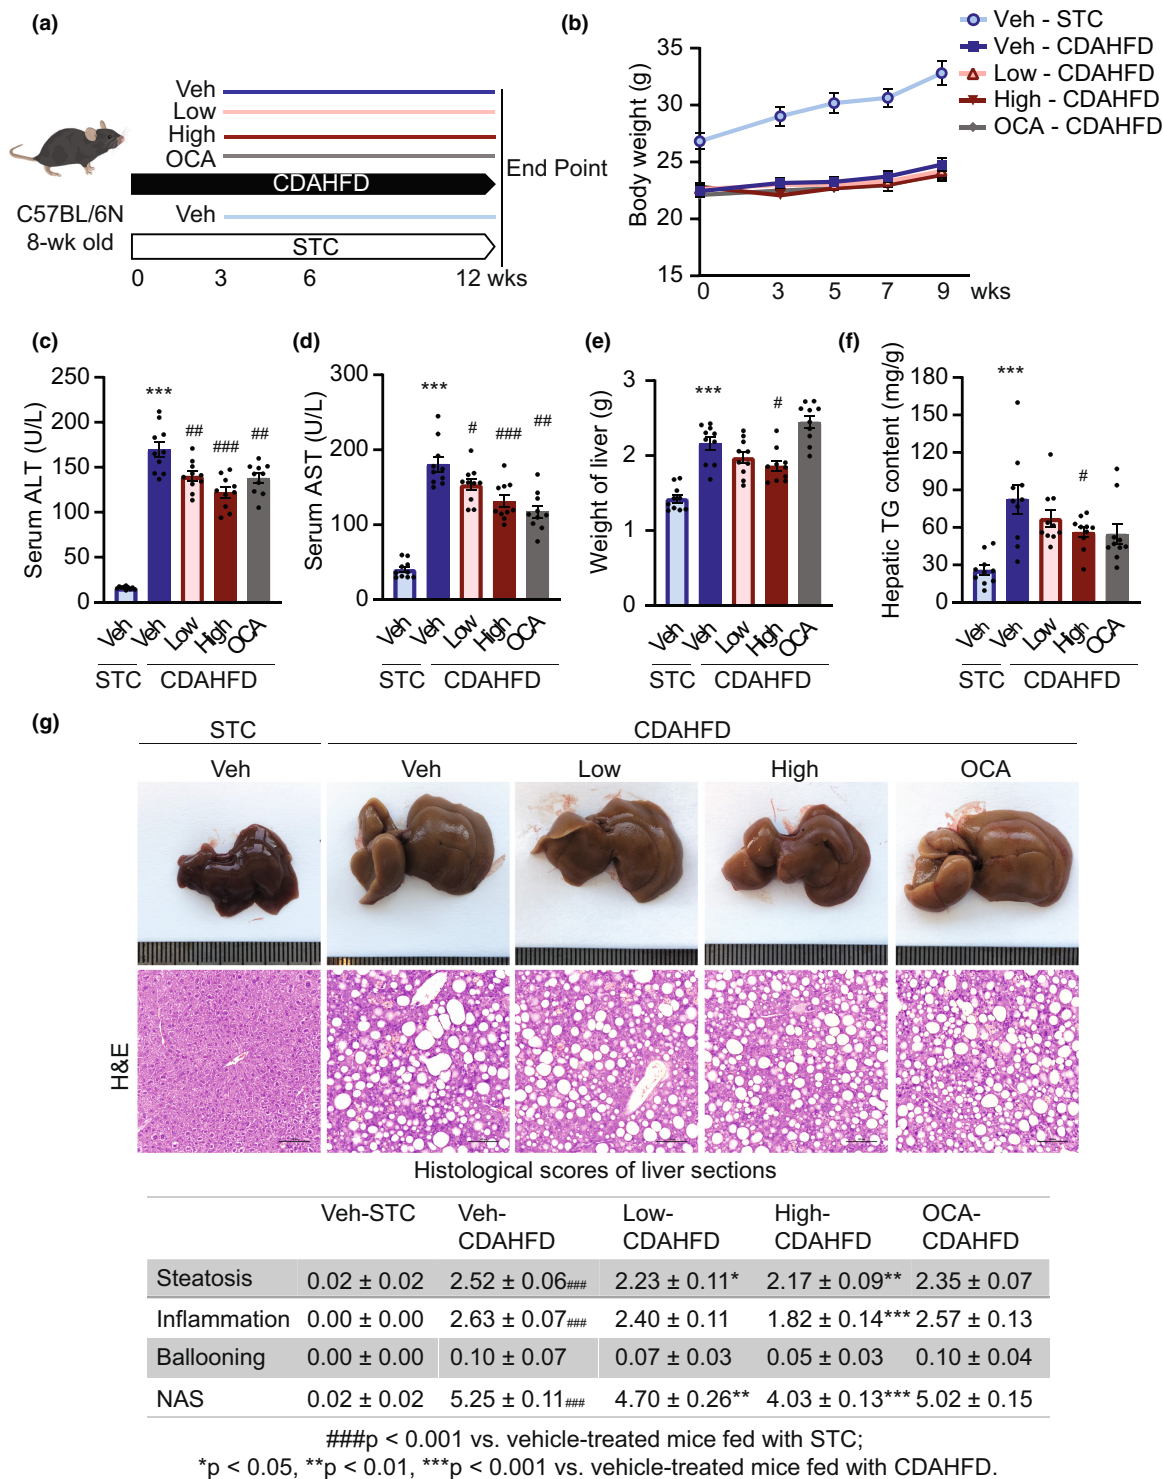 (a)
Veh
Low
High
OCA
CDAHFD
End Point
C57BL/6N
8-wk old
Veh
STC
0 3 6 12 wks
(b)
Veh - STC
Veh - CDAHFD
Low - CDAHFD
High - CDAHFD
OCA - CDAHFD
Body weight (g)
35
30
25
20
15
0 3 5 7 9 wks
(c)
Serum ALT (U/L)
250
200
150
100
50
0
***
##
###
##
Veh Veh Low High OCA
STC CDAHFD
(d)
Serum AST (U/L)
300
200
100
0
***
#
###
##
Veh Veh Low High OCA
STC CDAHFD
(e)
Weight of liver (g)
3
2
1
0
***
#
Veh Veh Low High OCA
STC CDAHFD
(f)
Hepatic TG content (mg/g)
180
150
120
90
60
30
0
***
#
Veh Veh Low High OCA
STC CDAHFD
(g)
STC CDAHFD
Veh Veh Low High OCA
H&E
Histological scores of liver sections
Veh-STC Veh-CDAHFD Low-CDAHFD High-CDAHFD OCA-CDAHFD
Steatosis 0.02 ± 0.02 2.52 ± 0.06### 2.23 ± 0.11* 2.17 ± 0.09** 2.35 ± 0.07
Inflammation 0.00 ± 0.00 2.63 ± 0.07### 2.40 ± 0.11 1.82 ± 0.14*** 2.57 ± 0.13
Ballooning 0.00 ± 0.00 0.10 ± 0.07 0.07 ± 0.03 0.05 ± 0.03 0.10 ± 0.04
NAS 0.02 ± 0.02 5.25 ± 0.11### 4.70 ± 0.26** 4.03 ± 0.13*** 5.02 ± 0.15
###p < 0.001 vs. vehicle-treated mice fed with STC;
*p < 0.05, **p < 0.01, ***p < 0.001 vs. vehicle-treated mice fed with CDAHFD.